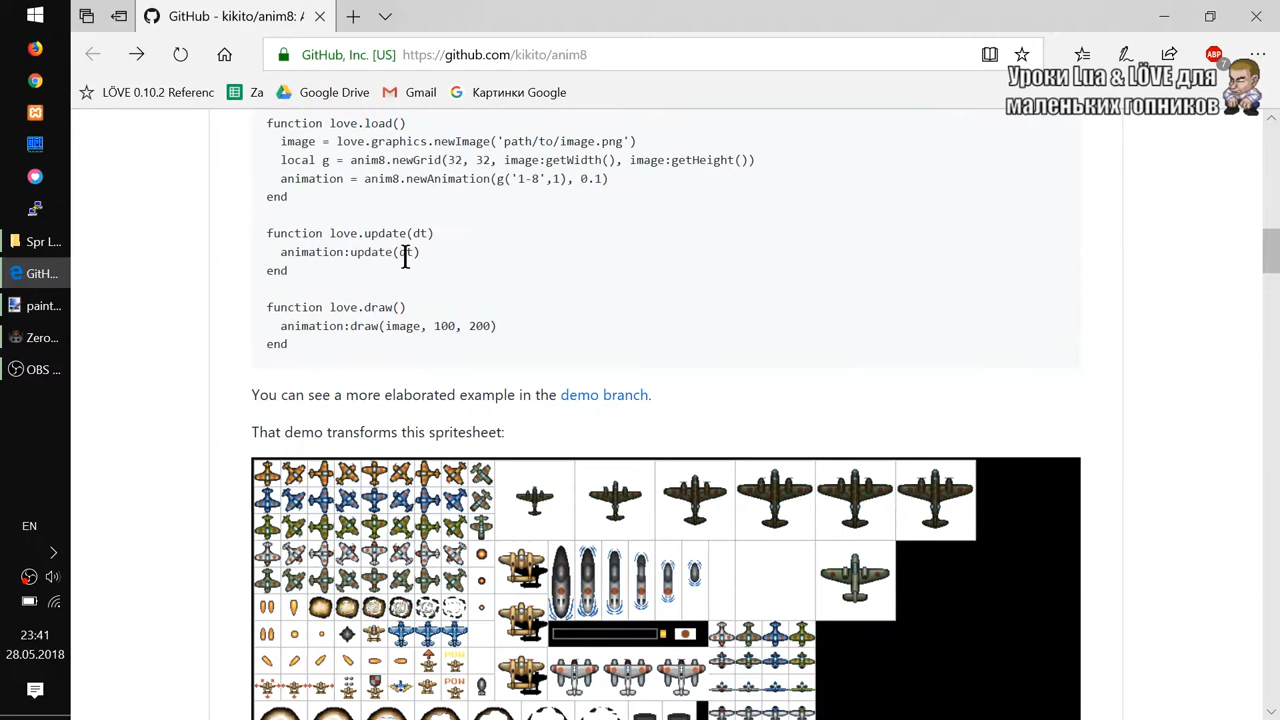 GitHub - kikito/anim8: A
GitHub, Inc. [US] https://github.com/kikito/anim8
ABP
7
LÖVE 0.10.2 Referenc
Za
Google Drive
Gmail
Картинки Google
Уроки Lua & LÖVE для
маленьких гопников
function love.load()
image = love.graphics.newImage('path/to/image.png')
local g = anim8.newGrid(32, 32, image:getWidth(), image:getHeight())
animation = anim8.newAnimation(g('1-8',1), 0.1)
end
function love.update(dt)
animation:update(dt)
end
function love.draw()
animation:draw(image, 100, 200)
end
You can see a more elaborated example in the demo branch.
That demo transforms this spritesheet:
POW
POW
Spr L...
GitH...
paint...
Zero...
OBS ...
EN
23:41
28.05.2018